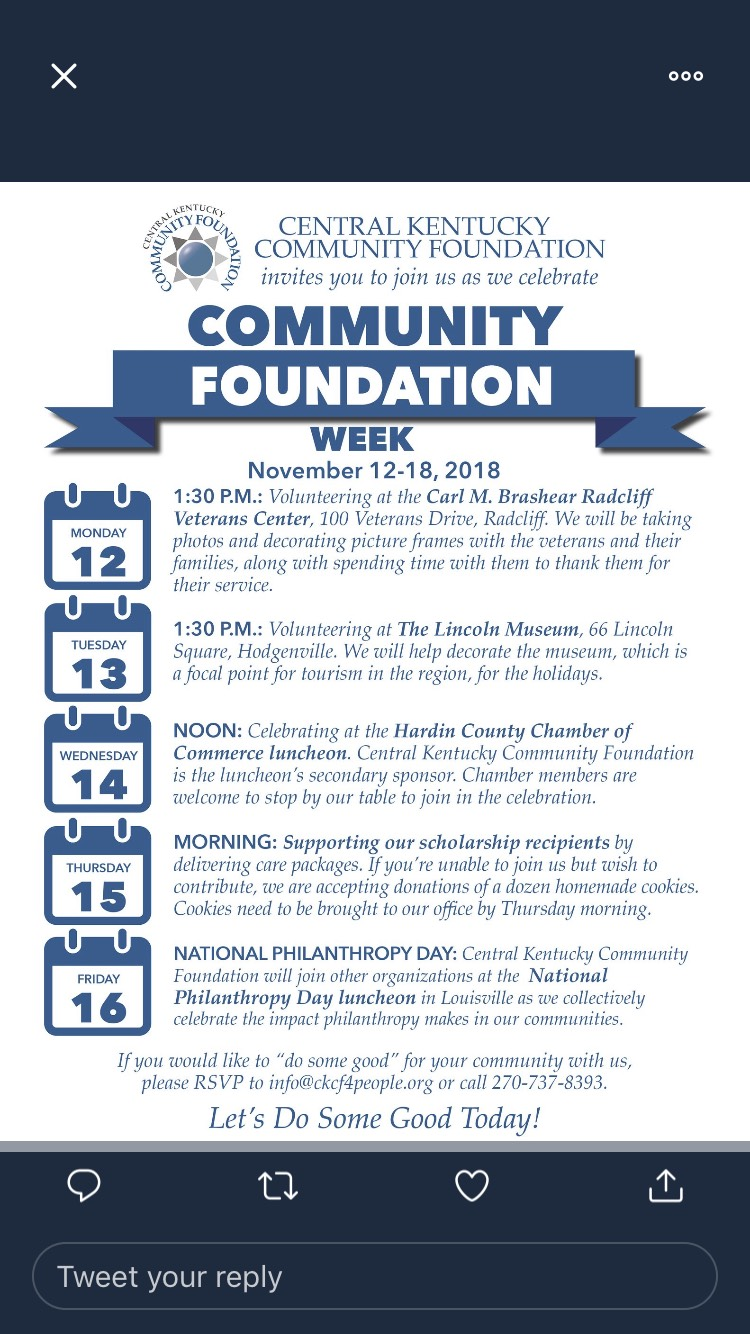 CENTRAL KENTUCKY
COMMUNITY FOUNDATION
CENTRAL KENTUCKY
COMMUNITY FOUNDATION
invites you to join us as we celebrate
COMMUNITY
FOUNDATION
WEEK
November 12-18, 2018
MONDAY
12
1:30 P.M.: Volunteering at the Carl M. Brashear Radcliff
Veterans Center, 100 Veterans Drive, Radcliff. We will be taking
photos and decorating picture frames with the veterans and their
families, along with spending time with them to thank them for
their service.
TUESDAY
13
1:30 P.M.: Volunteering at The Lincoln Museum, 66 Lincoln
Square, Hodgenville. We will help decorate the museum, which is
a focal point for tourism in the region, for the holidays.
WEDNESDAY
14
NOON: Celebrating at the Hardin County Chamber of
Commerce luncheon. Central Kentucky Community Foundation
is the luncheon's secondary sponsor. Chamber members are
welcome to stop by our table to join in the celebration.
THURSDAY
15
MORNING: Supporting our scholarship recipients by
delivering care packages. If you're unable to join us but wish to
contribute, we are accepting donations of a dozen homemade cookies.
Cookies need to be brought to our office by Thursday morning.
FRIDAY
16
NATIONAL PHILANTHROPY DAY: Central Kentucky Community
Foundation will join other organizations at the National
Philanthropy Day luncheon in Louisville as we collectively
celebrate the impact philanthropy makes in our communities.
If you would like to "do some good" for your community with us,
please RSVP to info@ckcf4people.org or call 270-737-8393.
Let's Do Some Good Today!
Tweet your reply